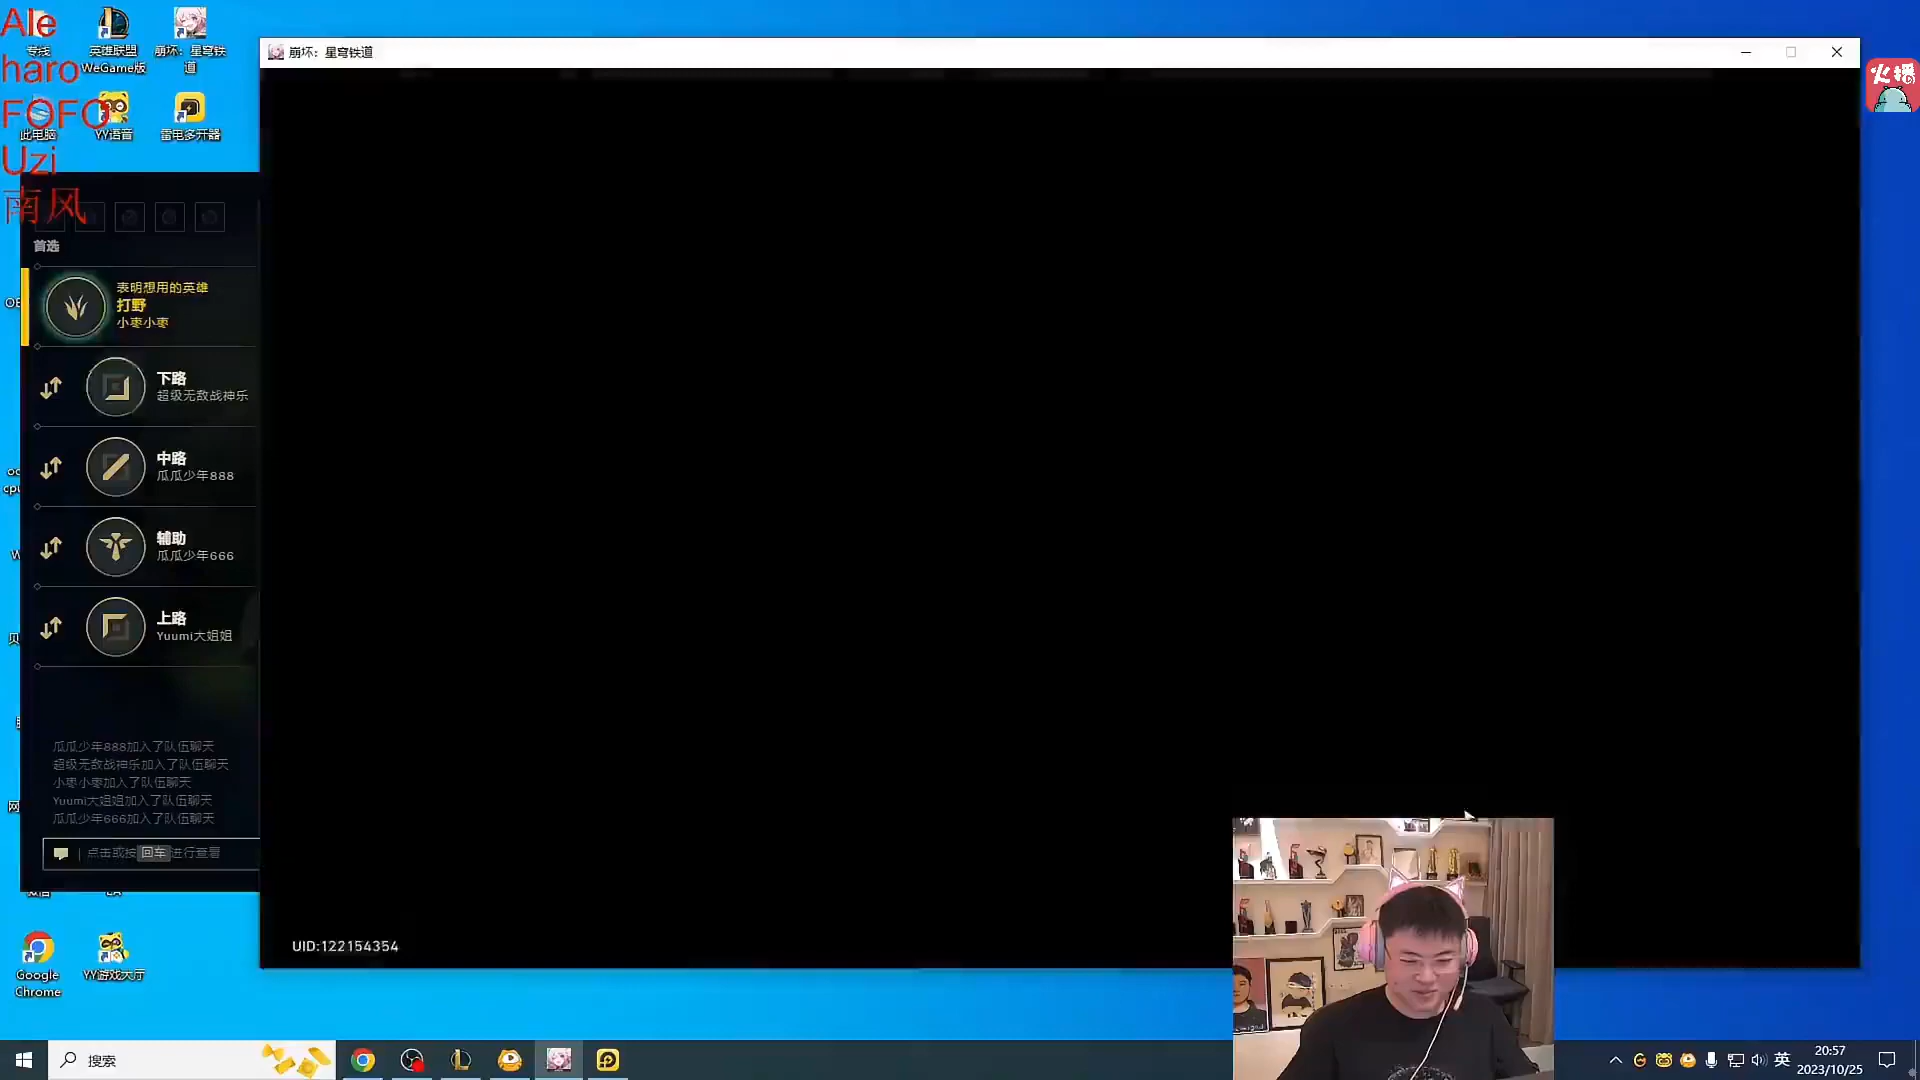 Ale
haro
FOFO
Uzi
南风
专线
英雄联盟
WeGame版
崩坏：星穹铁
道
此电脑
YY语音
雷电多开器
崩坏：星穹铁道
火播
首选
表明想用的英雄
打野
小枣小枣
下路
超级无敌战神乐
中路
瓜瓜少年888
辅助
瓜瓜少年666
上路
Yuumi大姐姐
瓜瓜少年888加入了队伍聊天
超级无敌战神乐加入了队伍聊天
小枣小枣加入了队伍聊天
Yuumi大姐姐加入了队伍聊天
瓜瓜少年666加入了队伍聊天
点击或按 回车 进行查看
UID:122154354
Google
Chrome
YY游戏大厅
搜索
英
20:57
2023/10/25